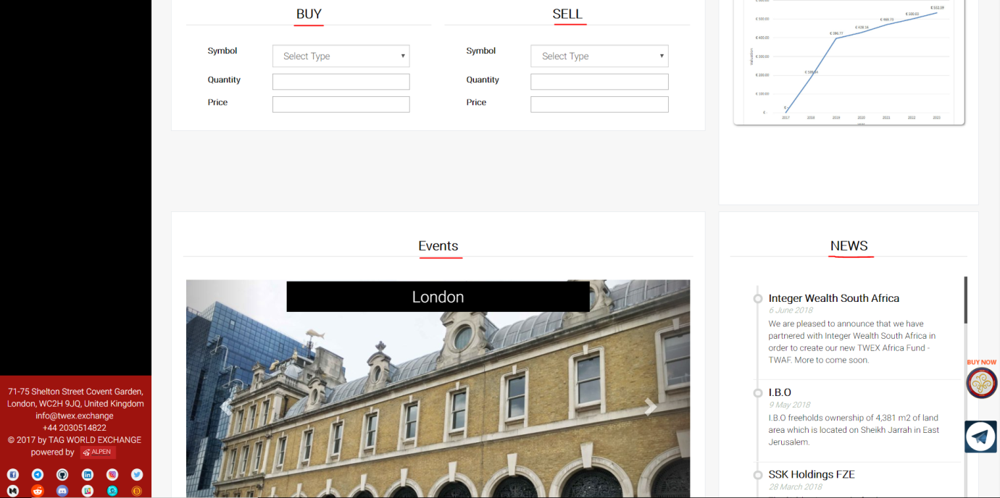 BUY
Symbol
Select Type
Quantity
Price
SELL
Symbol
Select Type
Quantity
Price
€ 500.00
€ 400.00
€ 300.00
€ 200.00
€ 100.00
€ -
Valuation
€ -
€ 396.77
€ 428.16
€ 469.73
€ 500.03
€ 532.39
2017
2018
2019
2020
2021
2022
2023
Events
London
NEWS
Integer Wealth South Africa
6 June 2018
We are pleased to announce that we have
partnered with Integer Wealth South Africa in
order to create our new TWEX Africa Fund -
TWAF. More to come soon.
I.B.O
9 May 2018
I.B.O freeholds ownership of 4,381 m2 of land
area which is located on Sheikh Jarrah in East
Jerusalem.
SSK Holdings FZE
28 March 2018
BUY NOW
71-75 Shelton Street Covent Garden,
London, WC2H 9JQ, United Kingdom
info@twex.exchange
+44 2030514822
© 2017 by TAG WORLD EXCHANGE
powered by ALPEN